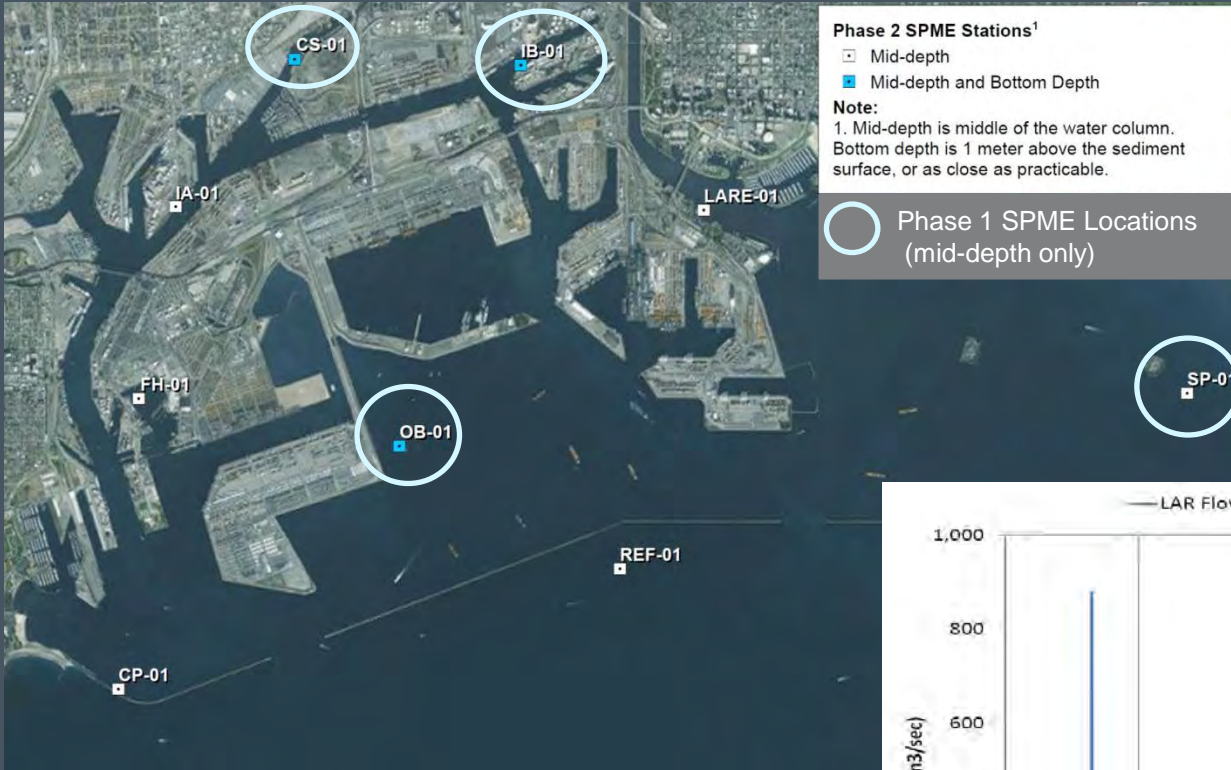 CS-01
IB-01
IA-01
LARE-01
FH-01
OB-01
SP-01
REF-01
CP-01
Phase 2 SPME Stations¹
Mid-depth
Mid-depth and Bottom Depth
Note:
1. Mid-depth is middle of the water column.
Bottom depth is 1 meter above the sediment
surface, or as close as practicable.
Phase 1 SPME Locations
(mid-depth only)
LAR
1,000
800
600